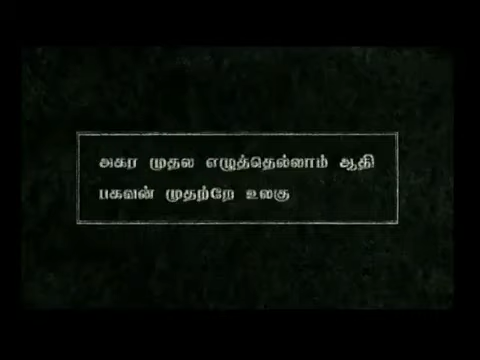 அகர முதல எழுத்தெல்லாம் ஆதி
பகவன் முதற்றே உலகு